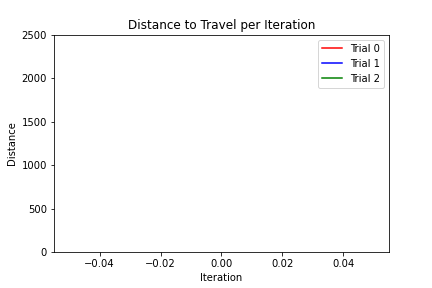 Distance to Travel per Iteration
2500
2000
1500
1000
500
0
Distance
Trial 0
Trial 1
Trial 2
−0.04
−0.02
0.00
0.02
0.04
Iteration